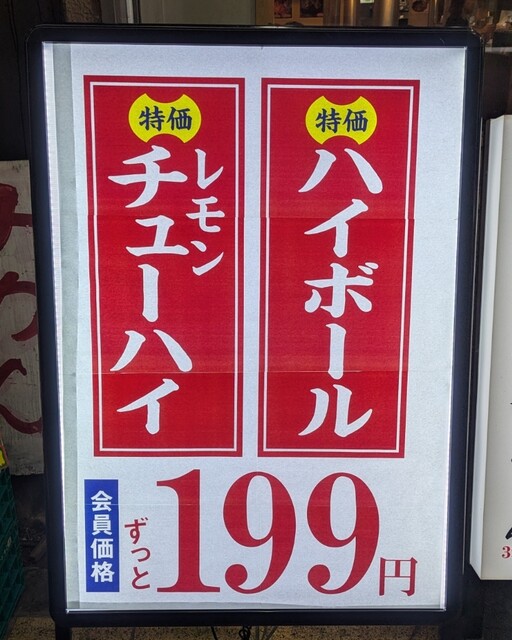 特価
ハイボール
特価
レモン
チューハイ
会員価格
ずっと
199円